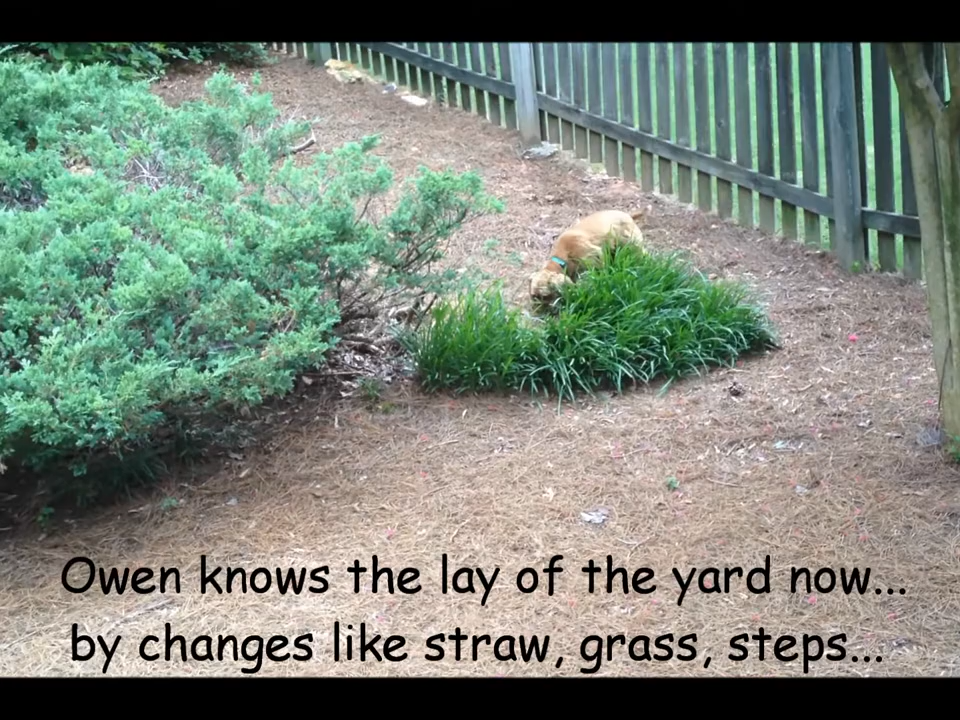 Owen knows the lay of the yard now...
by changes like straw, grass, steps...